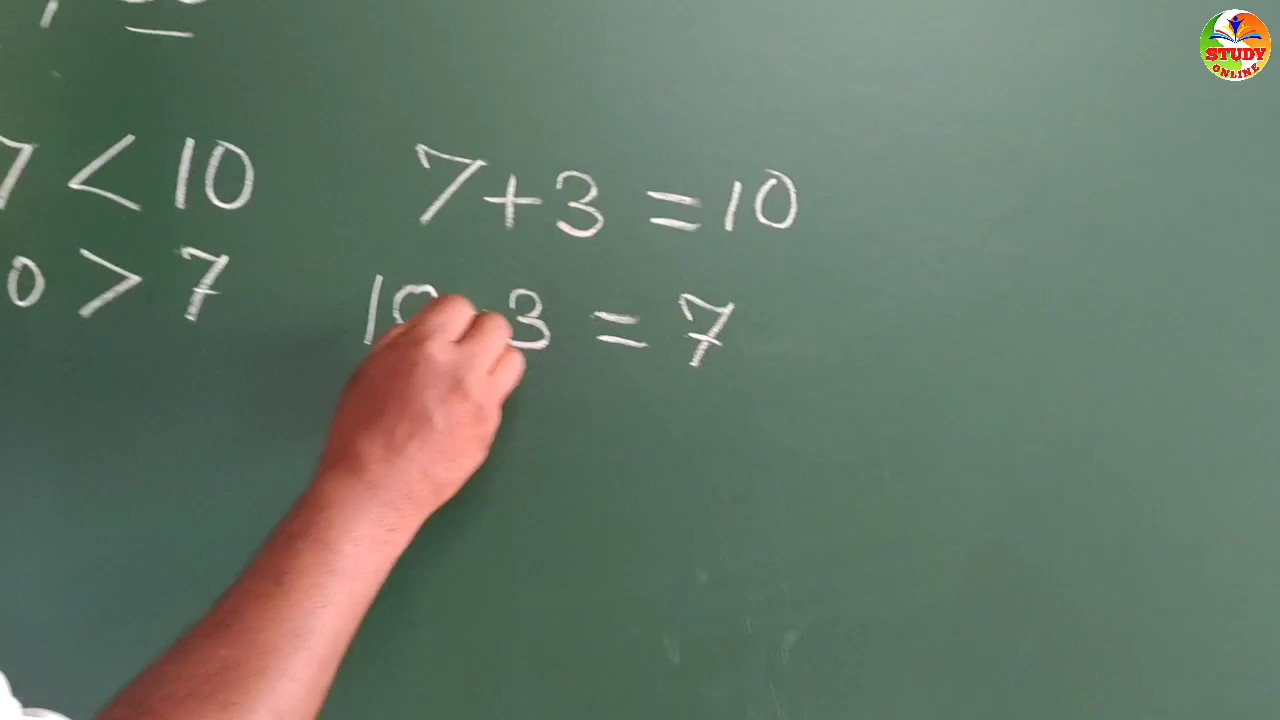 7 < 10
0 > 7
7 + 3 = 10
10 3 = 7
STUDY
ONLINE